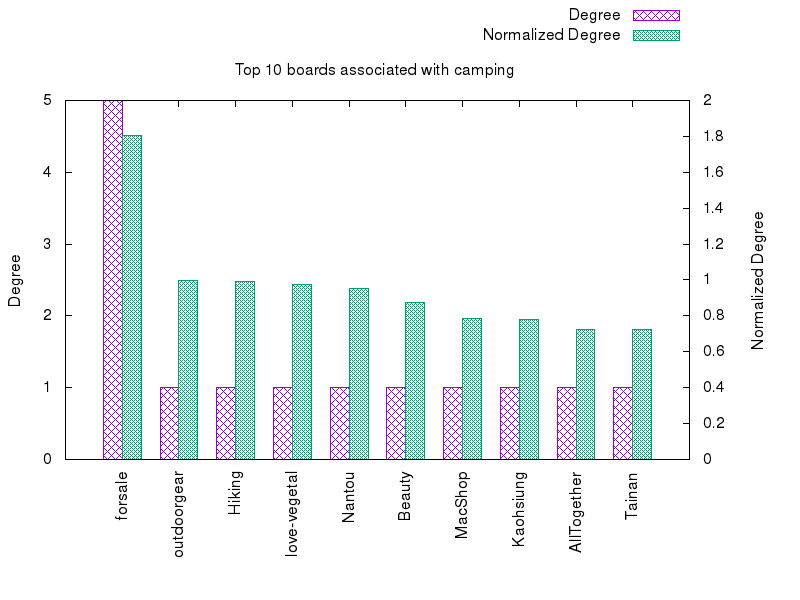 Degree
Normalized Degree
Top 10 boards associated with camping
5
4
3
2
1
0
Degree
2
1.8
1.6
1.4
1.2
1
0.8
0.6
0.4
0.2
0
Normalized Degree
forsale
outdoorgear
Hiking
love-vegetal
Nantou
Beauty
MacShop
Kaohsiung
AllTogether
Tainan